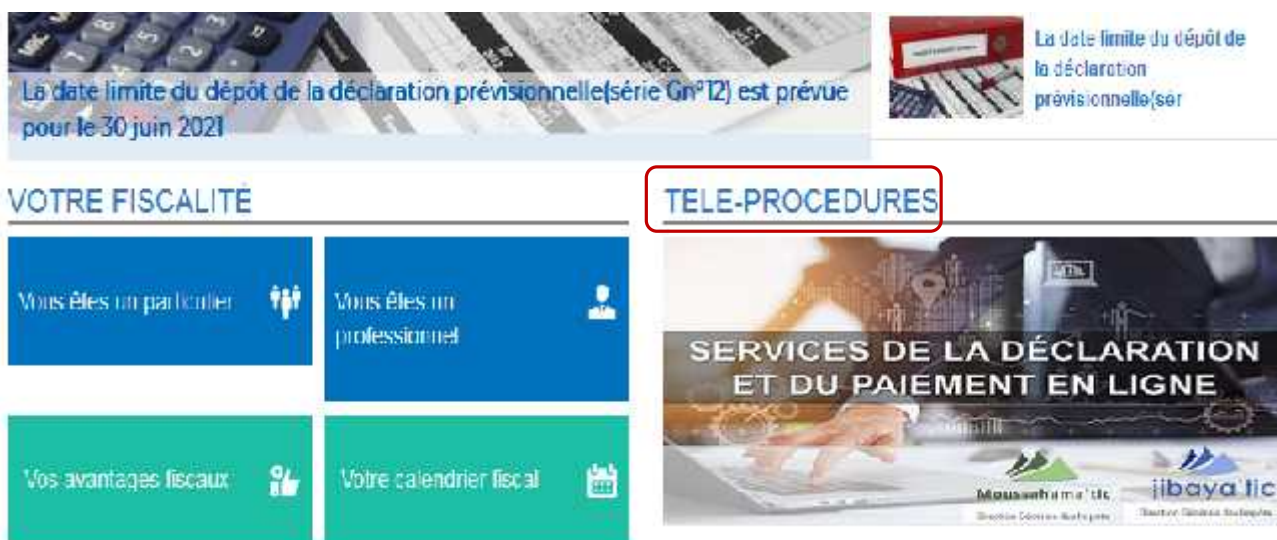 La date limite du dépôt de la déclaration prévisionnelle(série Gn°12) est prévue
pour le 30 juin 2021
La date limite du dépôt de
la déclaration
prévisionnelle(sér
VOTRE FISCALITÉ
TELE-PROCEDURES
Vous êtes un particulier
Vous êtes un
professionnel
SERVICES DE LA DÉCLARATION
ET DU PAIEMENT EN LIGNE
Vos avantages fiscaux
Votre calendrier fiscal
Moussahama'tic
jibaya'tic